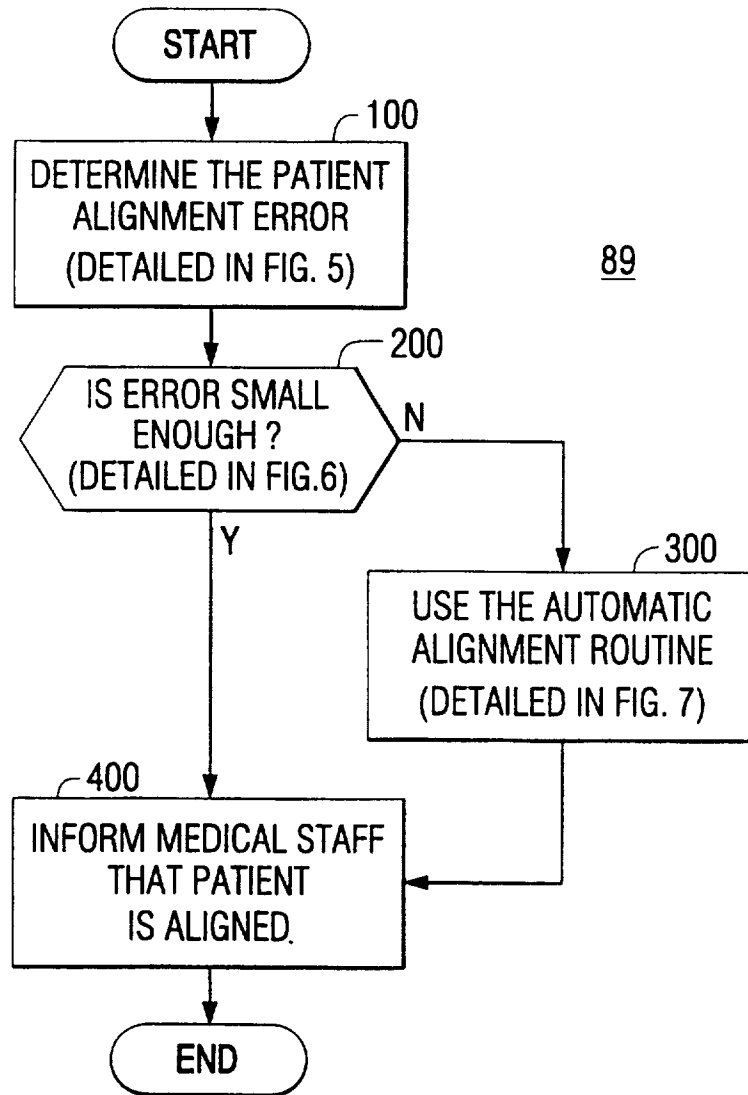 START
100
DETERMINE THE PATIENT
ALIGNMENT ERROR
(DETAILED IN FIG. 5)
89
200
IS ERROR SMALL
ENOUGH ?
(DETAILED IN FIG.6)
N
Y
300
USE THE AUTOMATIC
ALIGNMENT ROUTINE
(DETAILED IN FIG. 7)
400
INFORM MEDICAL STAFF
THAT PATIENT
IS ALIGNED.
END